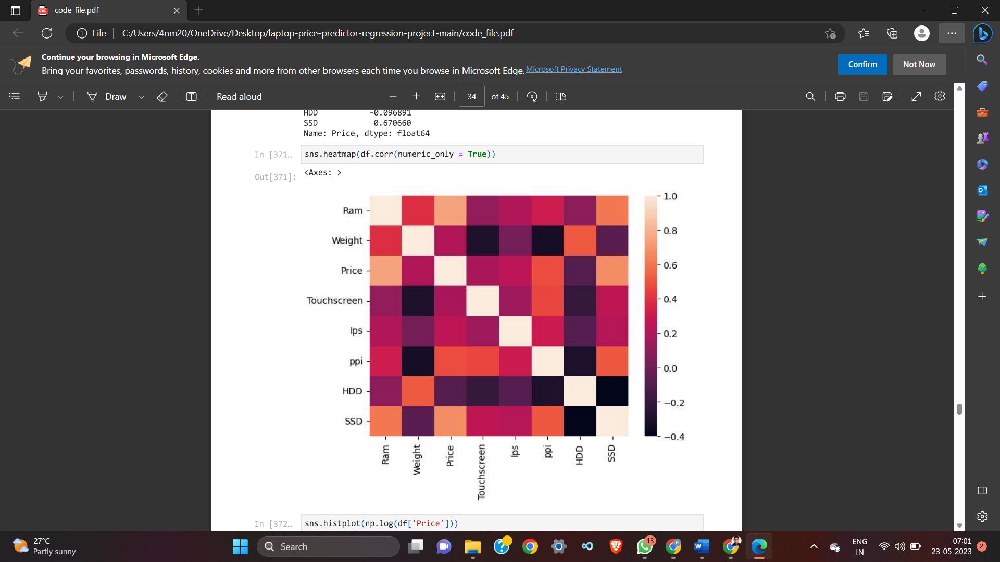 code_file.pdf
File
C:/Users/4nm20/OneDrive/Desktop/laptop-price-predictor-regression-project-main/code_file.pdf
Continue your browsing in Microsoft Edge.
Bring your favorites, passwords, history, cookies and more from other browsers each time you browse in Microsoft Edge. Microsoft Privacy Statement
Confirm
Not Now
Draw
Read aloud
34 of 45
HDD -0.096891
SSD 0.670660
Name: Price, dtype: float64
In [371…
sns.heatmap(df.corr(numeric_only = True))
Out[371]:
<Axes: >
Ram
Weight
Price
Touchscreen
Ips
ppi
HDD
SSD
Ram
Weight
Price
Touchscreen
Ips
ppi
HDD
SSD
1.0
0.8
0.6
0.4
0.2
0.0
−0.2
−0.4
In [372…
sns.histplot(np.log(df['Price']))
27°C
Partly sunny
Search
13
ENG
IN
07:01
23-05-2023
2